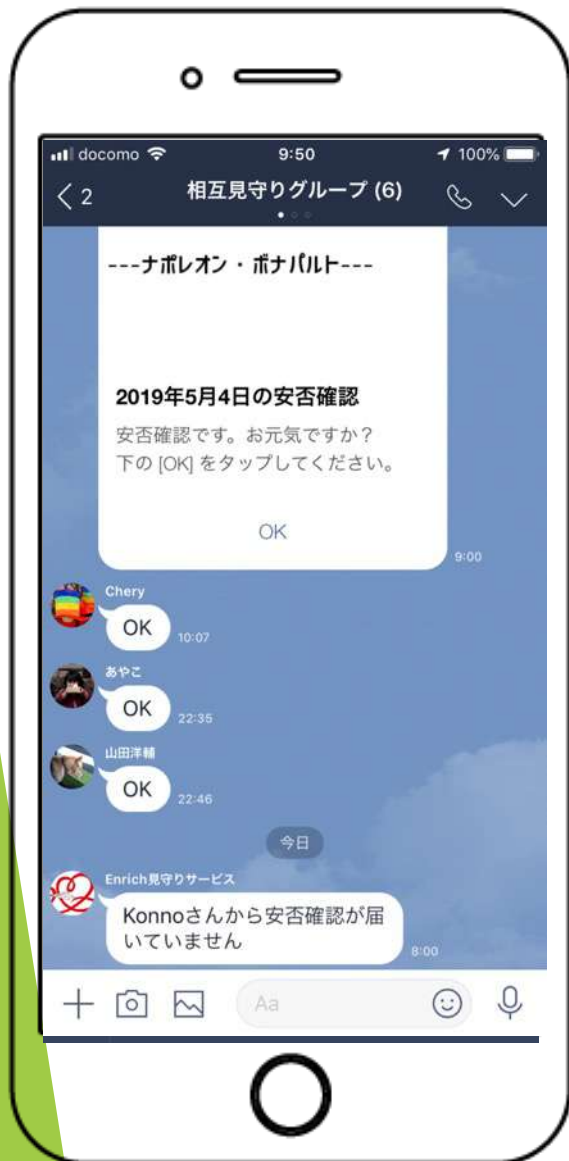 docomo 9:50 100%
2 相互見守りグループ (6)
---ナポレオン・ボナパルト---
2019年5月4日の安否確認
安否確認です。お元気ですか？
下の [OK] をタップしてください。
OK
9:00
Chery
OK 10:07
あやこ
OK 22:35
山田洋輔
OK 22:46
今日
Enrich見守りサービス
Konnoさんから安否確認が届
いていません 8:00
Aa